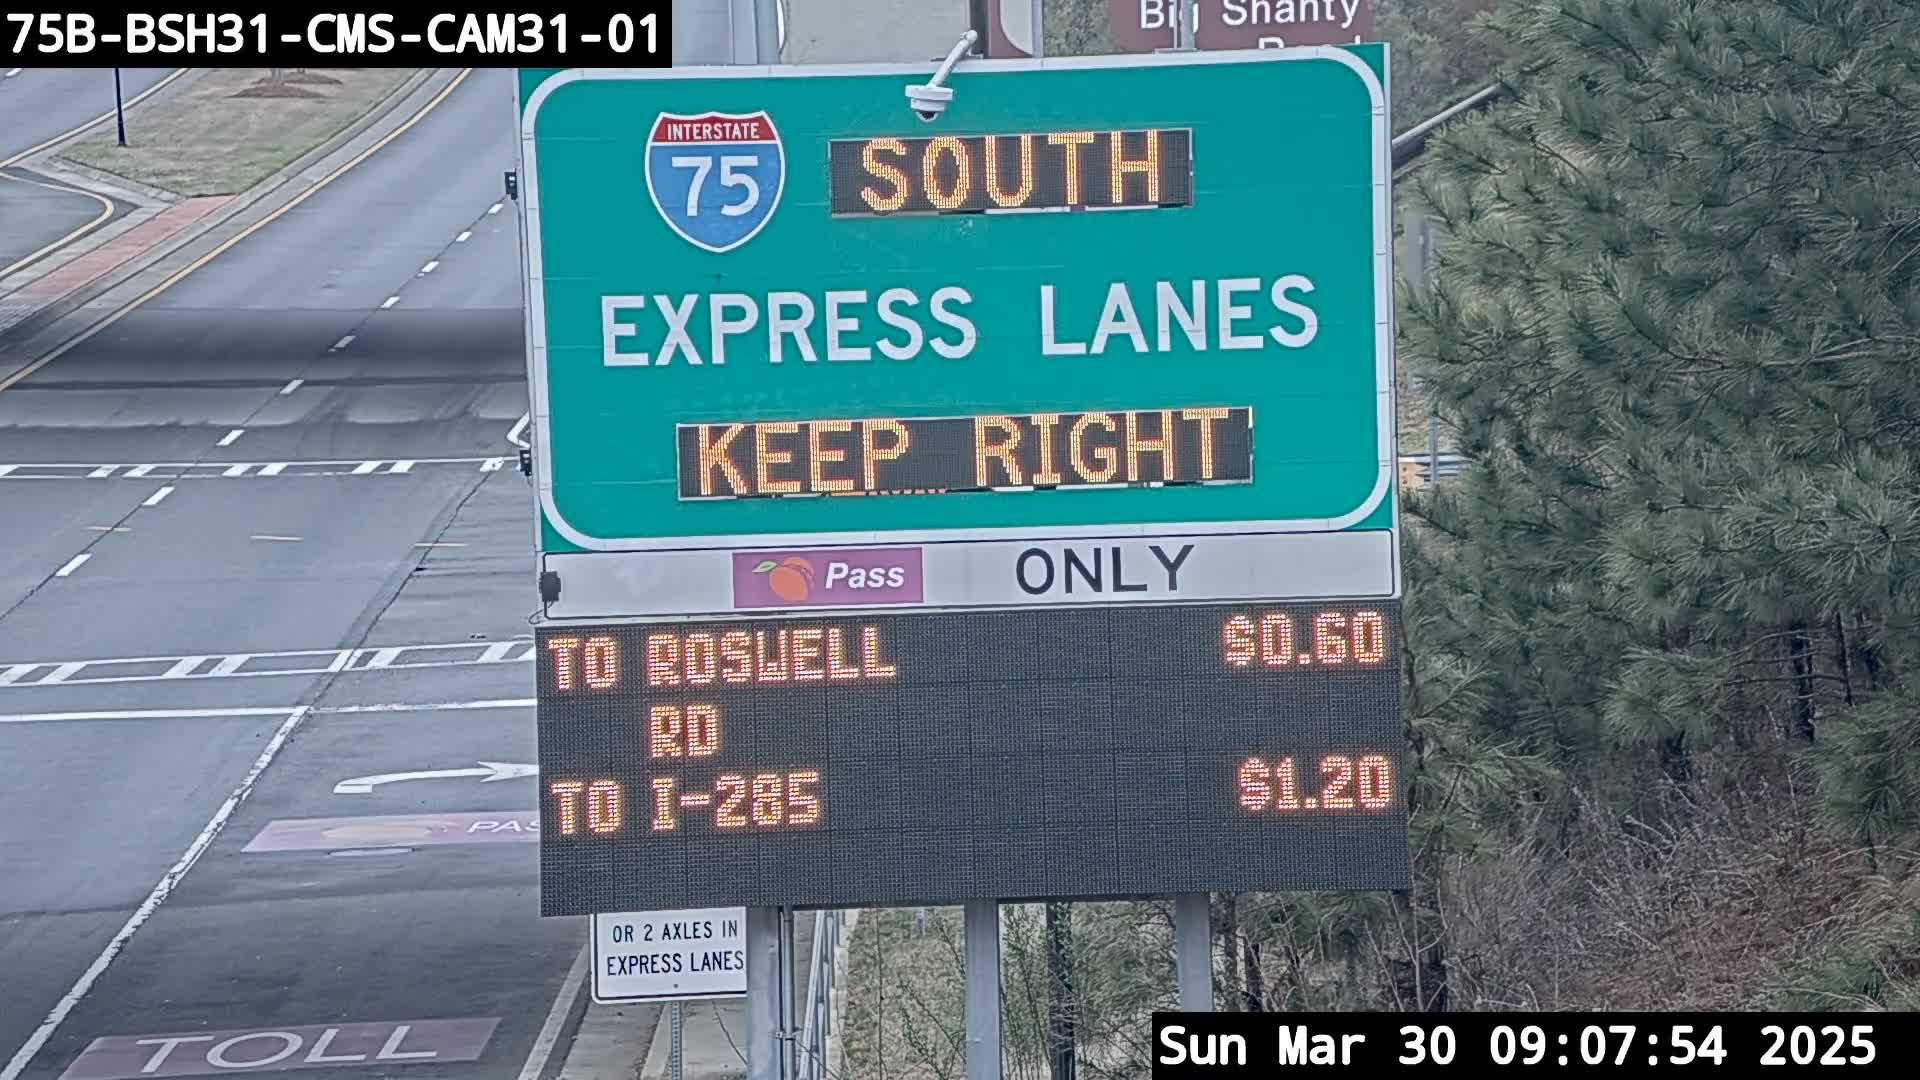 75B-BSH31-CMS-CAM31-01
Big Shanty
INTERSTATE
75
SOUTH
EXPRESS LANES
KEEP RIGHT
Pass ONLY
TO ROSWELL $0.60
RD
TO I-285 $1.20
OR 2 AXLES IN
EXPRESS LANES
TOLL
Sun Mar 30 09:07:54 2025